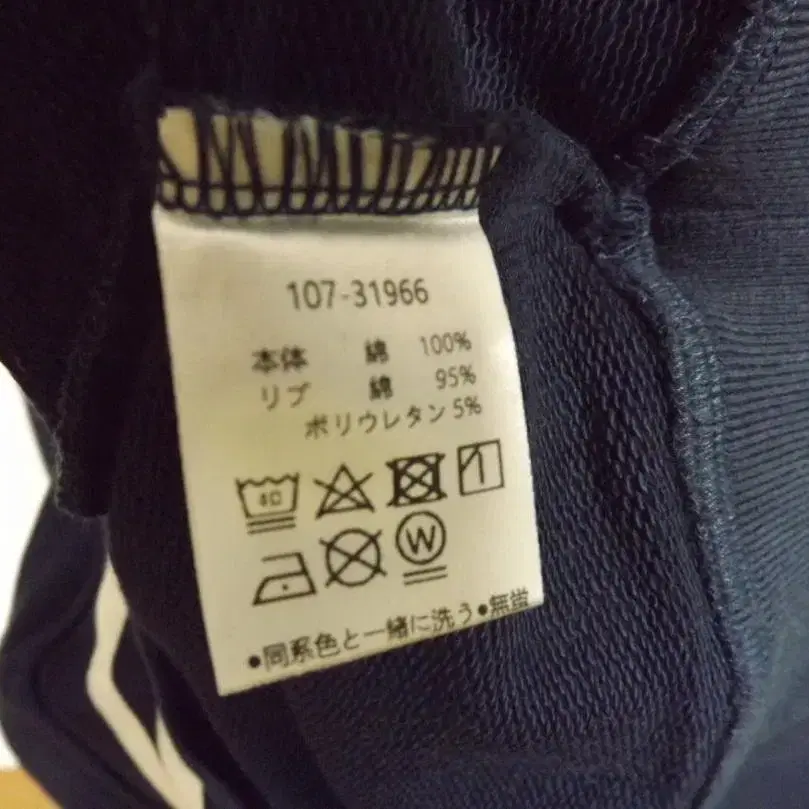 107-31966
本体 綿 100%
リブ 綿 95%
ポリウレタン 5%
40
W
●同系色と一緒に洗う●無蛍